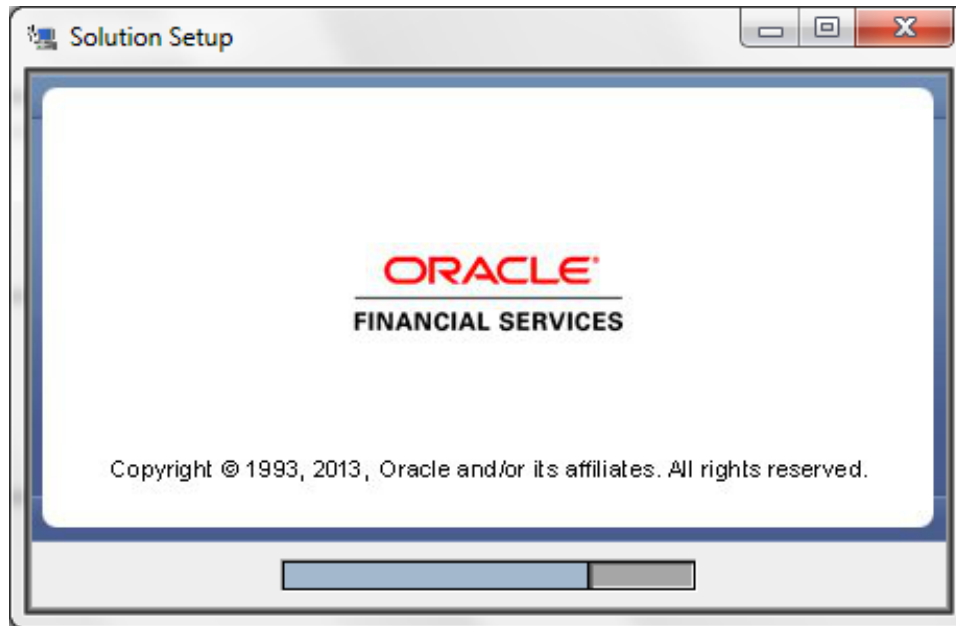 Solution Setup
ORACLE®
FINANCIAL SERVICES
Copyright © 1993, 2013, Oracle and/or its affiliates. All rights reserved.